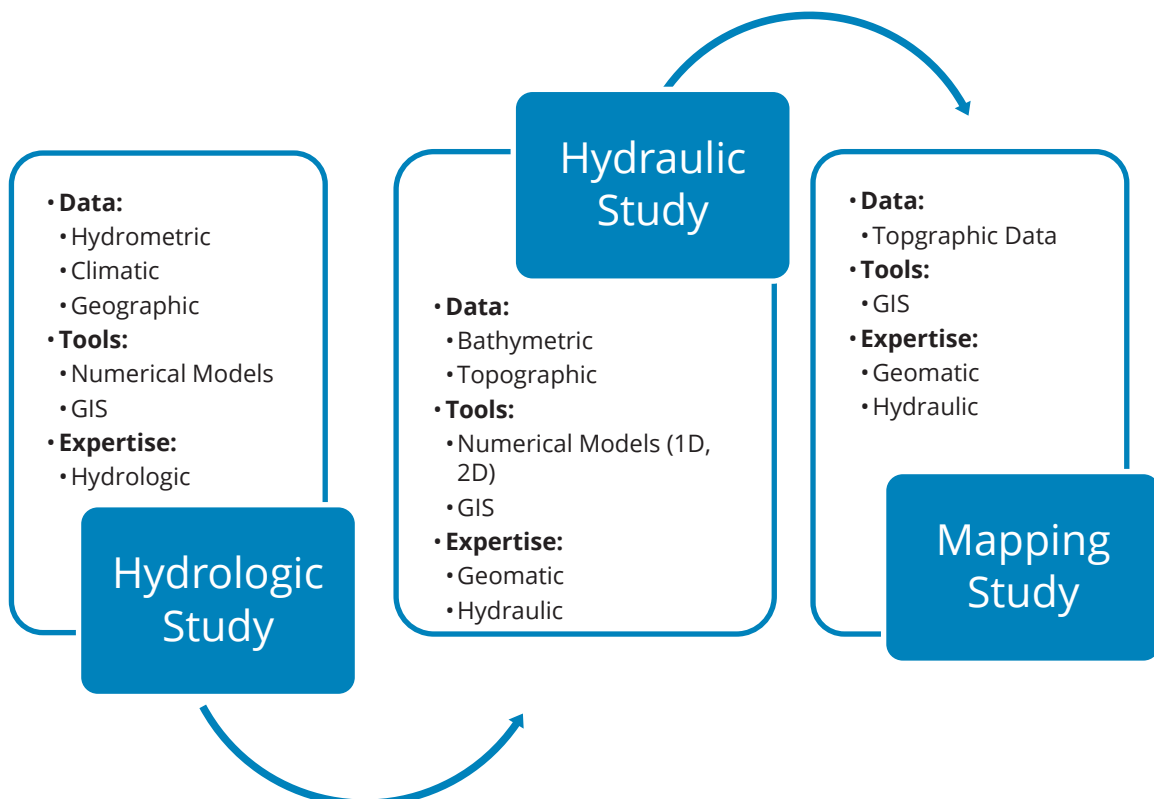 • Data:
• Hydrometric
• Climatic
• Geographic
• Tools:
• Numerical Models
• GIS
• Expertise:
• Hydrologic
Hydrologic
Study
Hydraulic
Study
• Data:
• Bathymetric
• Topographic
• Tools:
• Numerical Models (1D,
2D)
• GIS
• Expertise:
• Geomatic
• Hydraulic
• Data:
• Topgraphic Data
• Tools:
• GIS
• Expertise:
• Geomatic
• Hydraulic
Mapping
Study